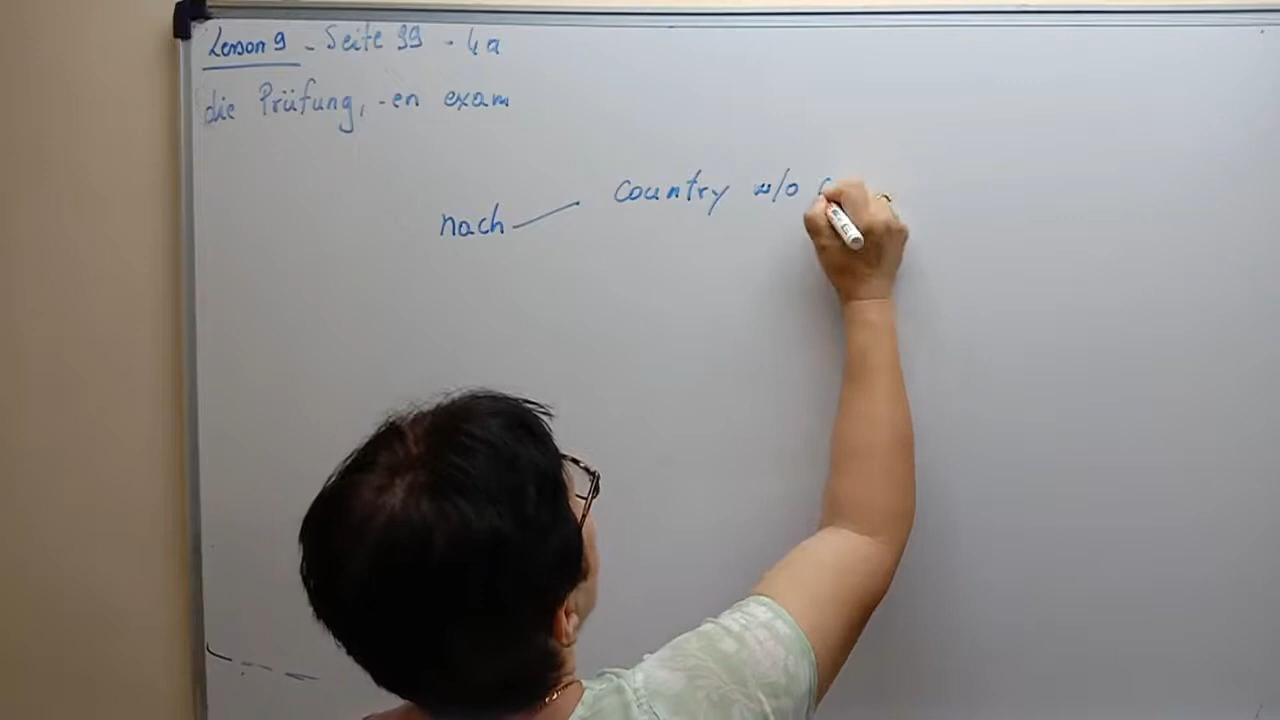 Lesson 9 - Seite 99 - 4a
die Prüfung, -en exam
country w/o
nach